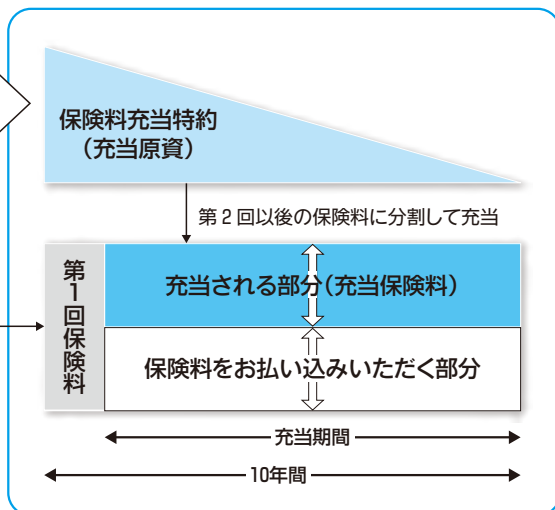 保険料充当特約
（充当原資）
第2回以後の保険料に分割して充当
第1回保険料
充当される部分（充当保険料）
保険料をお払い込みいただく部分
充当期間
10年間